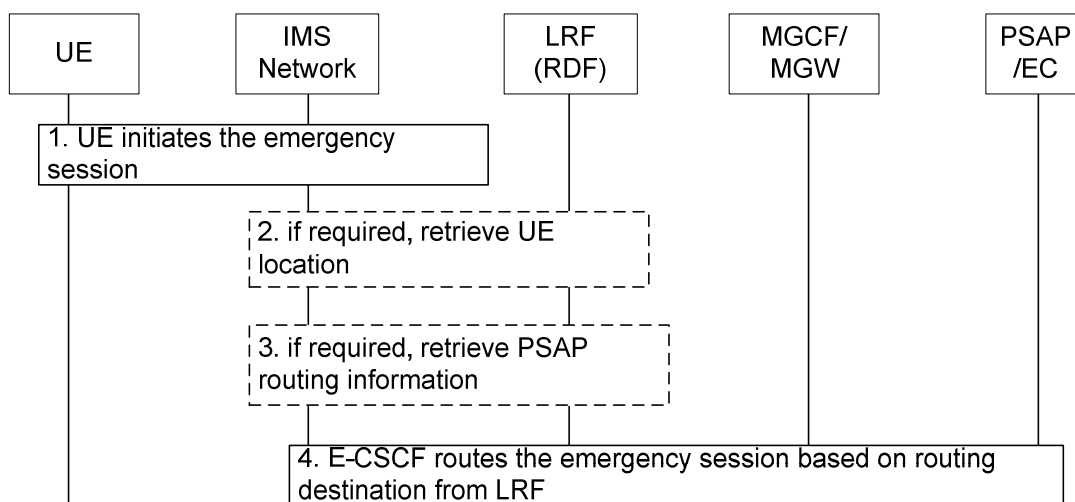 UE
IMS
Network
LRF
(RDF)
MGCF/
MGW
PSAP
/EC
1. UE initiates the emergency
session
2. if required, retrieve UE
location
3. if required, retrieve PSAP
routing information
4. E-CSCF routes the emergency session based on routing
destination from LRF